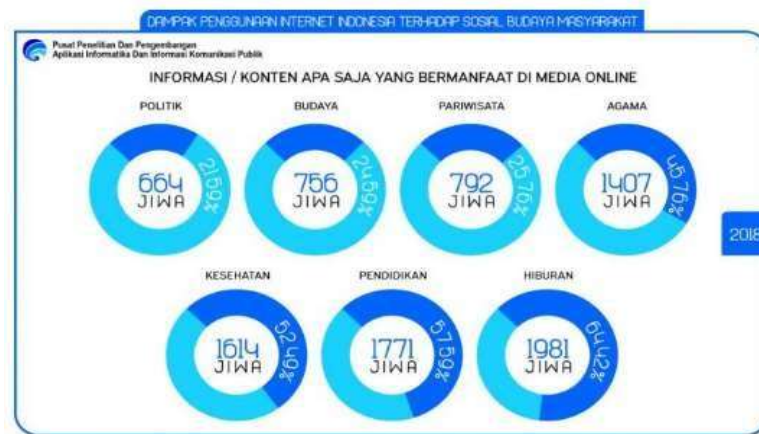 DAMPAK PENGGUNAAN INTERNET INDONESIA TERHADAP SOSIAL BUDAYA MASYARAKAT
Pusat Penelitian Dan Pengembangan
Aplikasi Informatika Dan Informasi Komunikasi Publik
INFORMASI / KONTEN APA SAJA YANG BERMANFAAT DI MEDIA ONLINE
POLITIK
664
JIWA
21.59%
BUDAYA
756
JIWA
24.59%
PARIWISATA
792
JIWA
25.76%
AGAMA
1407
JIWA
45.76%
2018
KESEHATAN
1614
JIWA
52.49%
PENDIDIKAN
1771
JIWA
57.59%
HIBURAN
1981
JIWA
64.42%